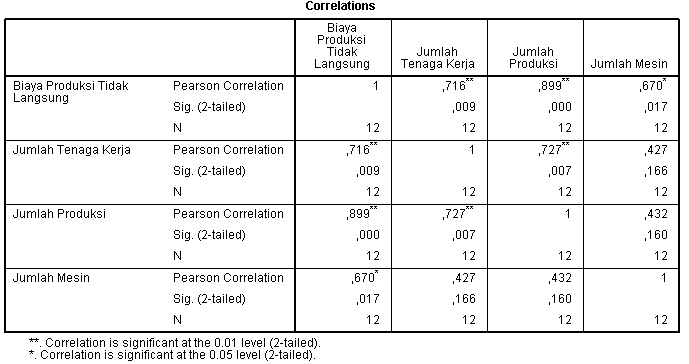 Correlations
Biaya Produksi Tidak Langsung Jumlah Tenaga Kerja Jumlah Produksi Jumlah Mesin
Biaya Produksi Tidak Langsung Pearson Correlation 1 ,716** ,899** ,670*
Sig. (2-tailed) ,009 ,000 ,017
N 12 12 12 12
Jumlah Tenaga Kerja Pearson Correlation ,716** 1 ,727** ,427
Sig. (2-tailed) ,009 ,007 ,166
N 12 12 12 12
Jumlah Produksi Pearson Correlation ,899** ,727** 1 ,432
Sig. (2-tailed) ,000 ,007 ,160
N 12 12 12 12
Jumlah Mesin Pearson Correlation ,670* ,427 ,432 1
Sig. (2-tailed) ,017 ,166 ,160
N 12 12 12 12
**. Correlation is significant at the 0.01 level (2-tailed).
*. Correlation is significant at the 0.05 level (2-tailed).